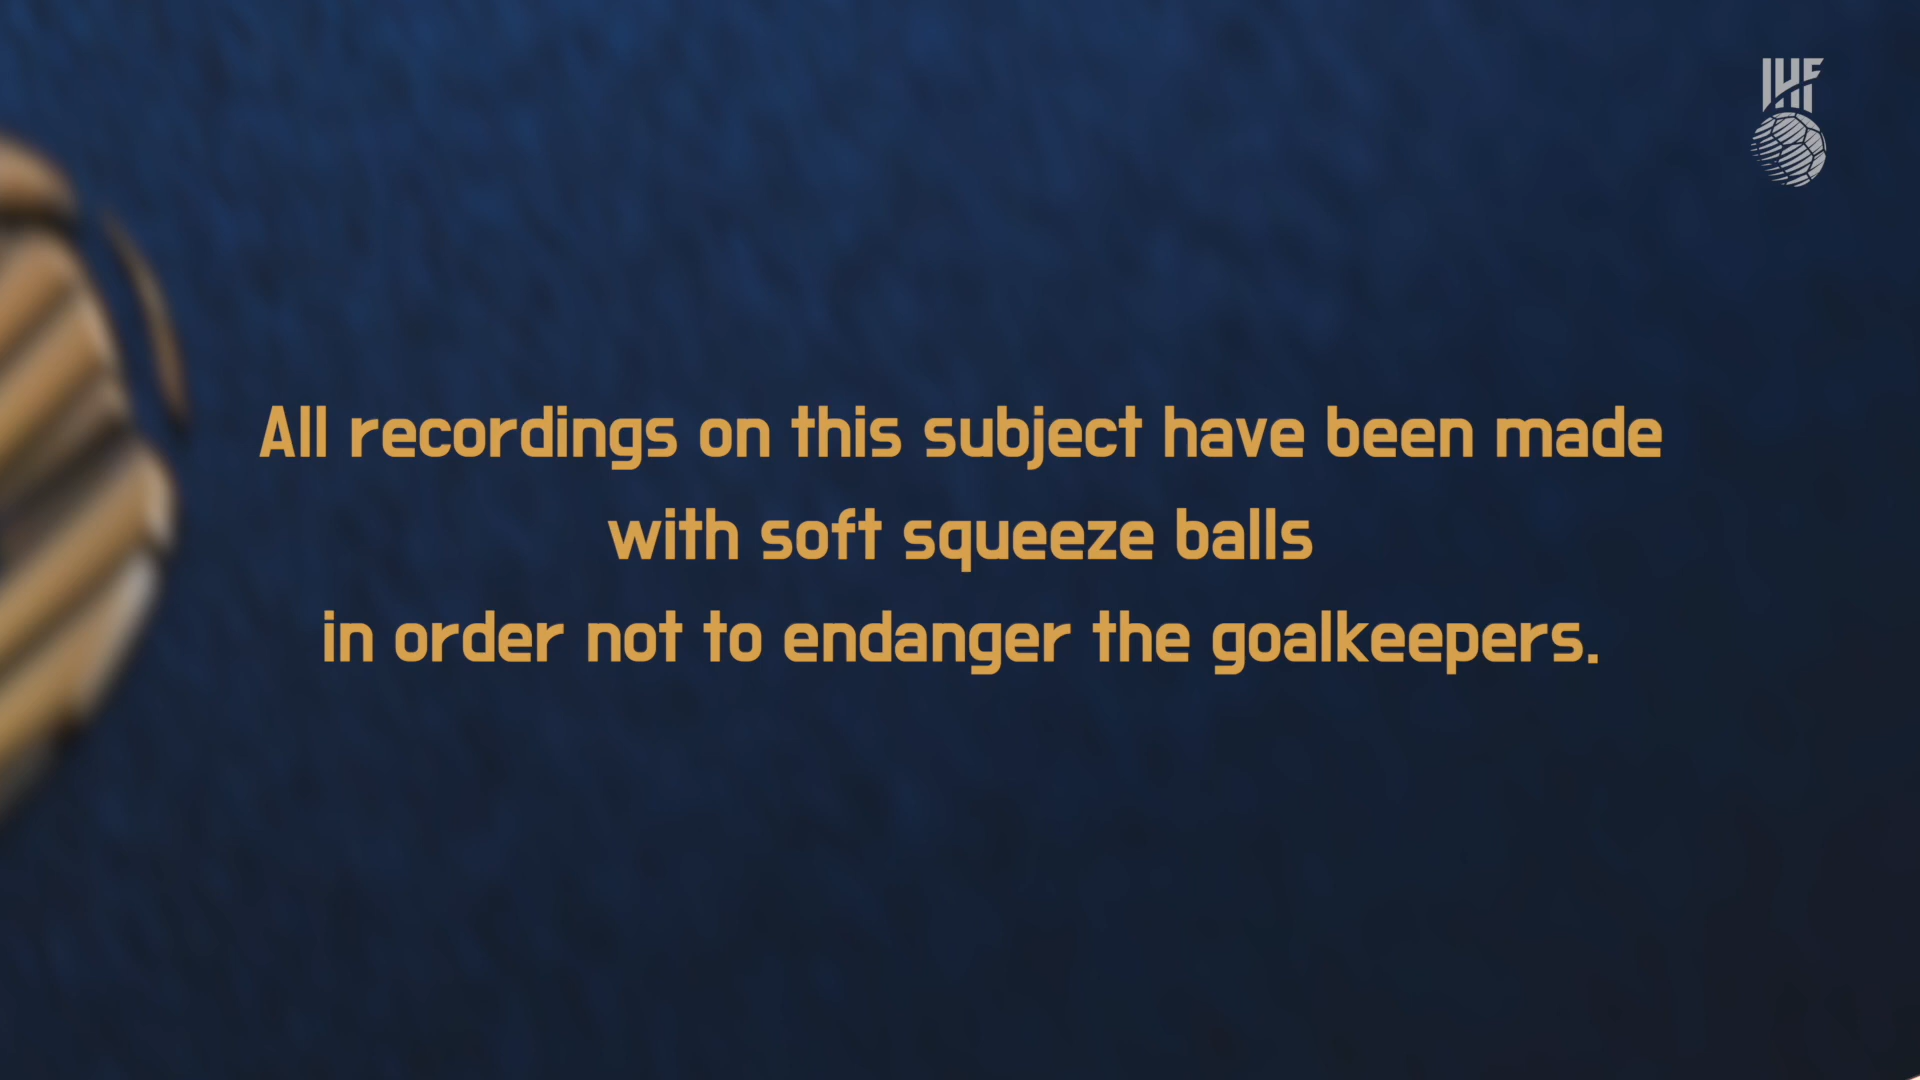 IHF
All recordings on this subject have been made
with soft squeeze balls
in order not to endanger the goalkeepers.